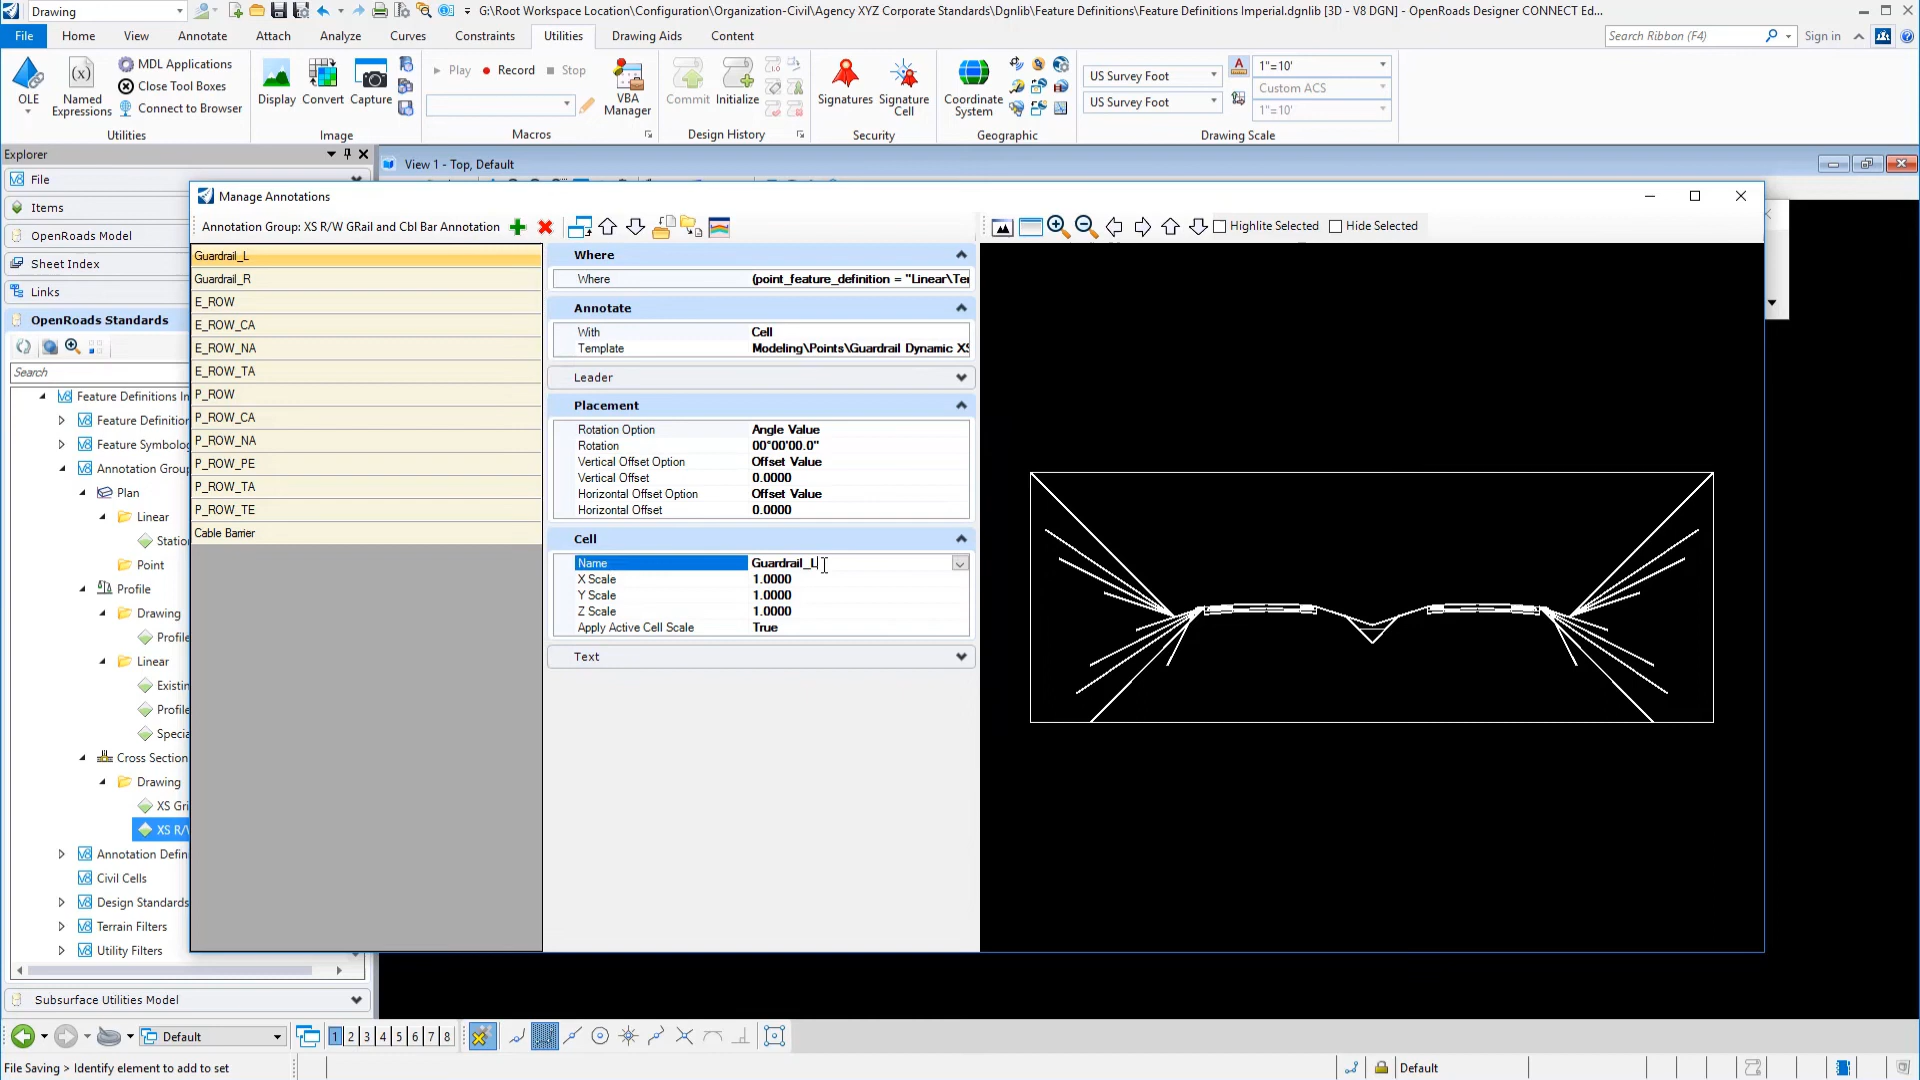 Drawing
G:\Root Workspace Location\Configuration\Organization-Civil\Agency XYZ Corporate Standards\Dgnlib\Feature Definitions\Feature Definitions Imperial.dgnlib [3D - V8 DGN] - OpenRoads Designer CONNECT Ed...
File Home View Annotate Attach Analyze Curves Constraints Utilities Drawing Aids Content
Search Ribbon (F4)
Sign in
OLE
Named Expressions
MDL Applications
Close Tool Boxes
Connect to Browser
Utilities
Display Convert Capture
Image
Play Record Stop
VBA Manager
Macros
Commit Initialize
Design History
Signatures Signature Cell
Security
Coordinate System
Geographic
US Survey Foot
US Survey Foot
1"=10'
Custom ACS
1"=10'
Drawing Scale
Explorer
File
Items
OpenRoads Model
Sheet Index
Links
OpenRoads Standards
Search
Feature Definitions In
Feature Definition
Feature Symbolog
Annotation Group
Plan
Linear
Station
Point
Profile
Drawing
Profile
Linear
Existin
Profile
Specia
Cross Section
Drawing
XS Gri
XS R/W
Annotation Defin
Civil Cells
Design Standards
Terrain Filters
Utility Filters
Subsurface Utilities Model
View 1 - Top, Default
Manage Annotations
Annotation Group: XS R/W GRail and Cbl Bar Annotation
Highlite Selected
Hide Selected
Guardrail_L
Guardrail_R
E_ROW
E_ROW_CA
E_ROW_NA
E_ROW_TA
P_ROW
P_ROW_CA
P_ROW_NA
P_ROW_PE
P_ROW_TA
P_ROW_TE
Cable Barrier
Where
Where (point_feature_definition = "Linear\Ter
Annotate
With Cell
Template Modeling\Points\Guardrail Dynamic XS
Leader
Placement
Rotation Option Angle Value
Rotation 00°00'00.0"
Vertical Offset Option Offset Value
Vertical Offset 0.0000
Horizontal Offset Option Offset Value
Horizontal Offset 0.0000
Cell
Name Guardrail_L
X Scale 1.0000
Y Scale 1.0000
Z Scale 1.0000
Apply Active Cell Scale True
Text
Default
1 2 3 4 5 6 7 8
File Saving > Identify element to add to set
Default